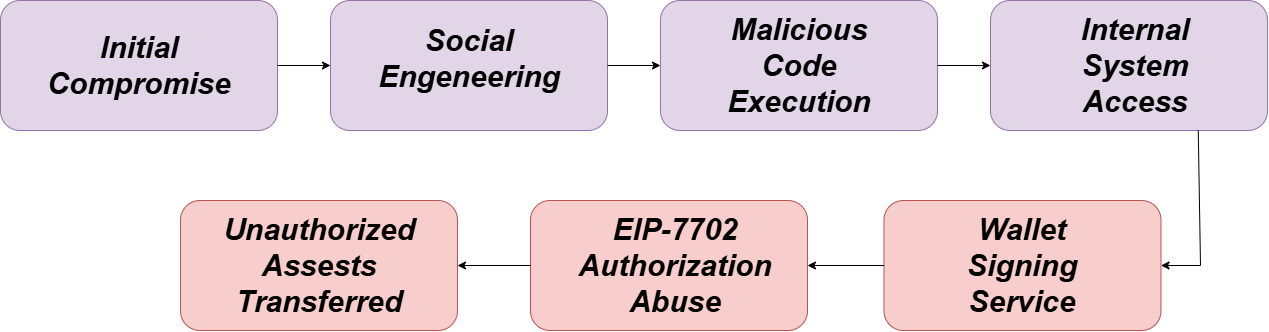 Initial
Compromise
Social
Engeneering
Malicious
Code
Execution
Internal
System
Access
Wallet
Signing
Service
EIP-7702
Authorization
Abuse
Unauthorized
Assests
Transferred